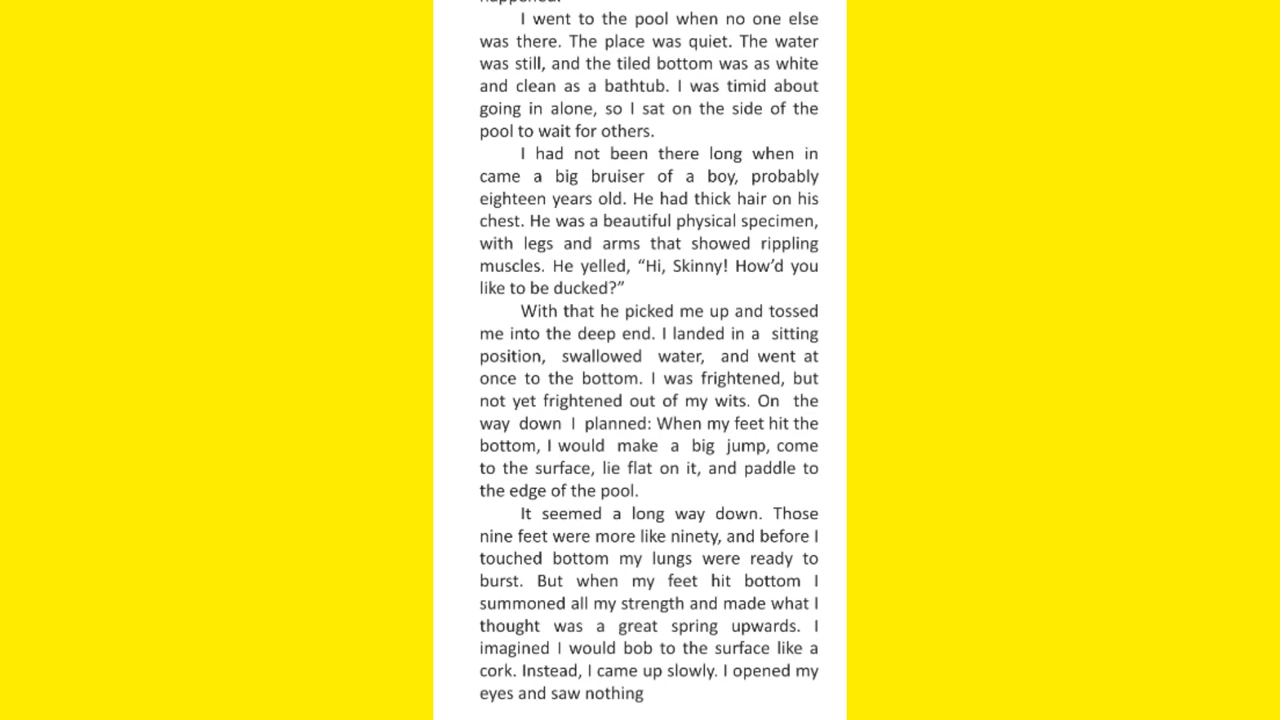 happened.
I went to the pool when no one else
was there. The place was quiet. The water
was still, and the tiled bottom was as white
and clean as a bathtub. I was timid about
going in alone, so I sat on the side of the
pool to wait for others.
I had not been there long when in
came a big bruiser of a boy, probably
eighteen years old. He had thick hair on his
chest. He was a beautiful physical specimen,
with legs and arms that showed rippling
muscles. He yelled, “Hi, Skinny! How’d you
like to be ducked?”
With that he picked me up and tossed
me into the deep end. I landed in a sitting
position, swallowed water, and went at
once to the bottom. I was frightened, but
not yet frightened out of my wits. On the
way down I planned: When my feet hit the
bottom, I would make a big jump, come
to the surface, lie flat on it, and paddle to
the edge of the pool.
It seemed a long way down. Those
nine feet were more like ninety, and before I
touched bottom my lungs were ready to
burst. But when my feet hit bottom I
summoned all my strength and made what I
thought was a great spring upwards. I
imagined I would bob to the surface like a
cork. Instead, I came up slowly. I opened my
eyes and saw nothing